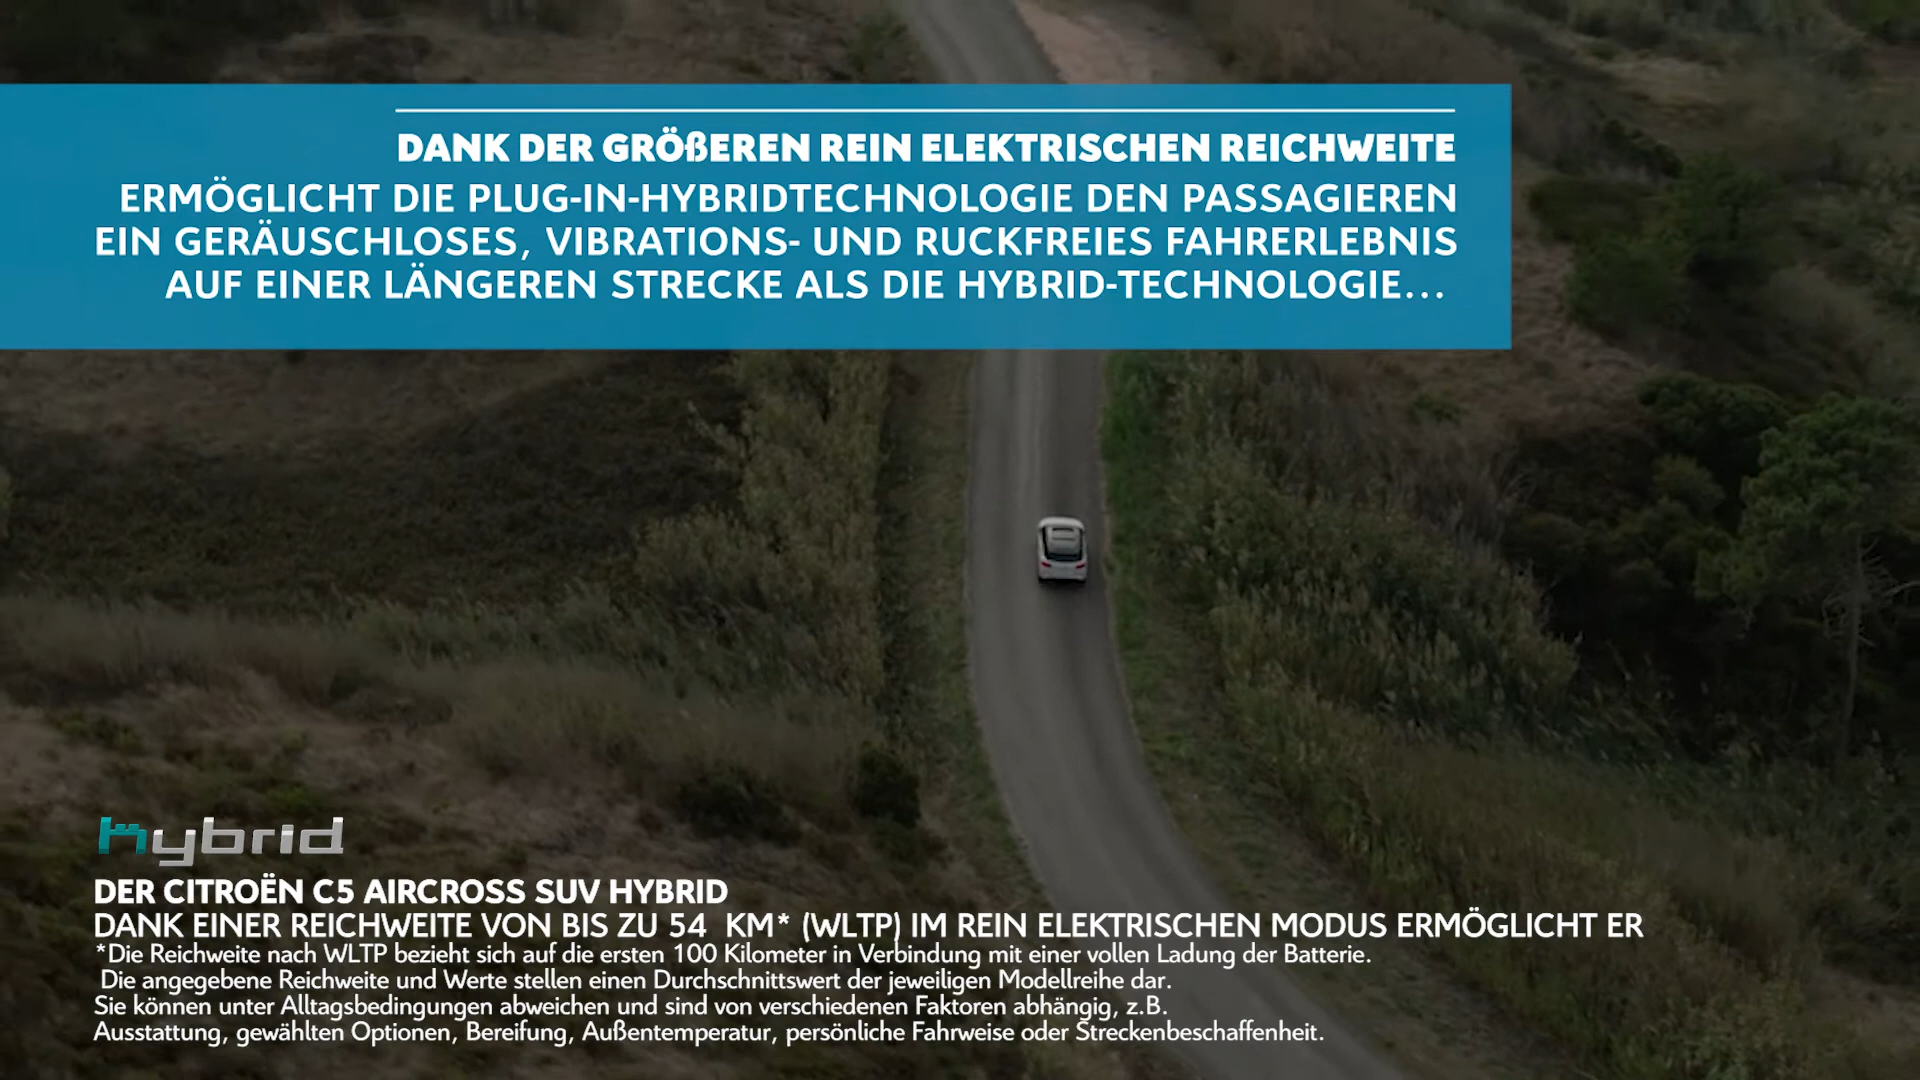 DANK DER GRÖßEREN REIN ELEKTRISCHEN REICHWEITE
ERMÖGLICHT DIE PLUG-IN-HYBRIDTECHNOLOGIE DEN PASSAGIEREN
EIN GERÄUSCHLOSES, VIBRATIONS- UND RUCKFREIES FAHRERLEBNIS
AUF EINER LÄNGEREN STRECKE ALS DIE HYBRID-TECHNOLOGIE...
hybrid
DER CITROËN C5 AIRCROSS SUV HYBRID
DANK EINER REICHWEITE VON BIS ZU 54 KM* (WLTP) IM REIN ELEKTRISCHEN MODUS ERMÖGLICHT ER
*Die Reichweite nach WLTP bezieht sich auf die ersten 100 Kilometer in Verbindung mit einer vollen Ladung der Batterie.
Die angegebene Reichweite und Werte stellen einen Durchschnittswert der jeweiligen Modellreihe dar.
Sie können unter Alltagsbedingungen abweichen und sind von verschiedenen Faktoren abhängig, z.B.
Ausstattung, gewählten Optionen, Bereifung, Außentemperatur, persönliche Fahrweise oder Streckenbeschaffenheit.